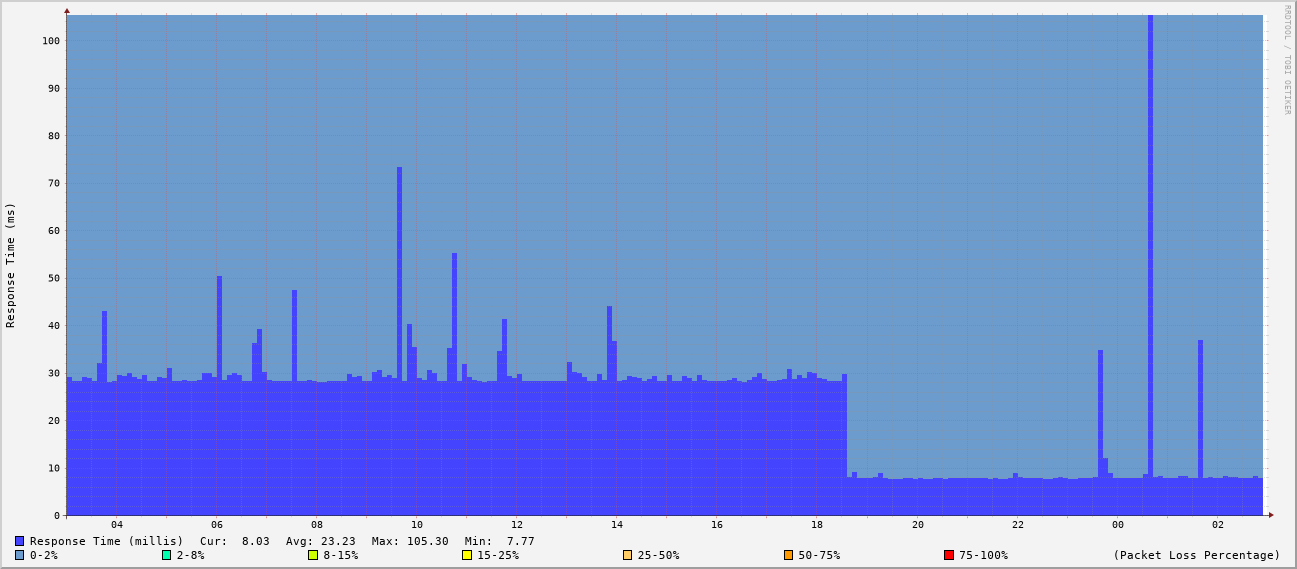 RRDTOOL / TOBI OETIKER
Response Time (ms)
100
90
80
70
60
50
40
30
20
10
0
04 06 08 10 12 14 16 18 20 22 00 02
Response Time (millis) Cur: 8.03 Avg: 23.23 Max: 105.30 Min: 7.77
0-2% 2-8% 8-15% 15-25% 25-50% 50-75% 75-100% (Packet Loss Percentage)